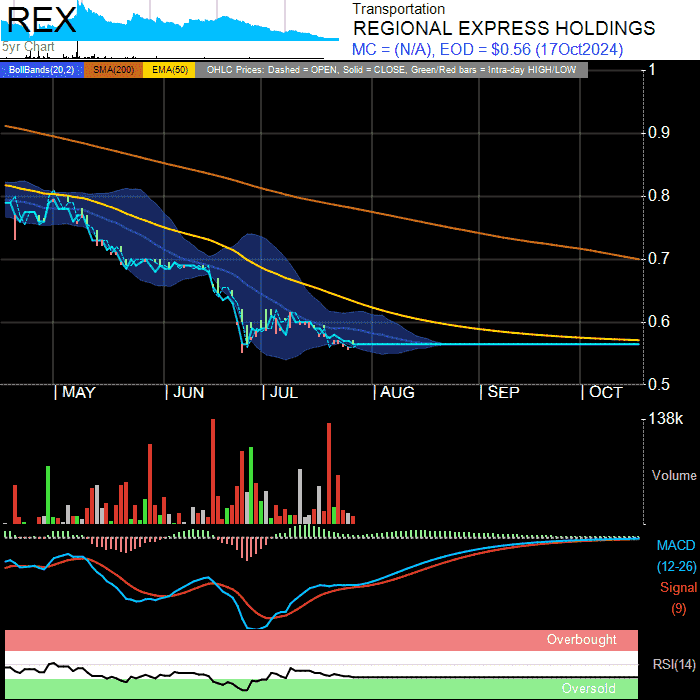 REX
5yr Chart
Transportation
REGIONAL EXPRESS HOLDINGS
MC = (N/A), EOD = $0.56 (17Oct2024)
BollBands(20,2) SMA(200) EMA(50) OHLC Prices: Dashed = OPEN, Solid = CLOSE, Green/Red bars = Intra-day HIGH/LOW
1
0.9
0.8
0.7
0.6
0.5
MAY JUN JUL AUG SEP OCT
138k
Volume
MACD
(12-26)
Signal
(9)
Overbought
RSI(14)
Oversold